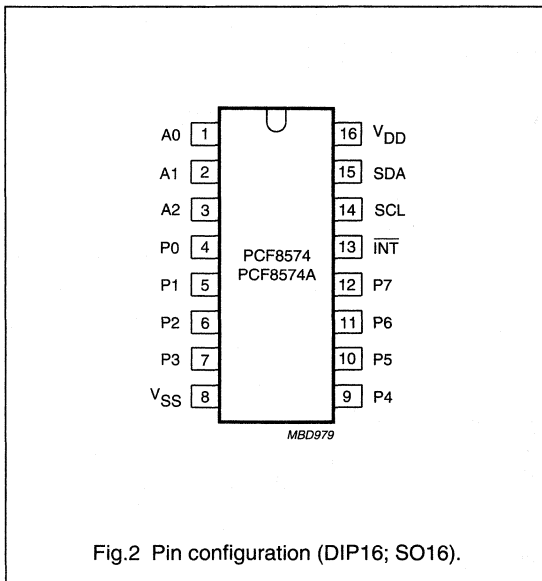 A0 1 16 VDD
A1 2 15 SDA
A2 3 14 SCL
P0 4 13 INT
PCF8574
PCF8574A
P1 5 12 P7
P2 6 11 P6
P3 7 10 P5
VSS 8 9 P4
MBD979
Fig.2 Pin configuration (DIP16; SO16).